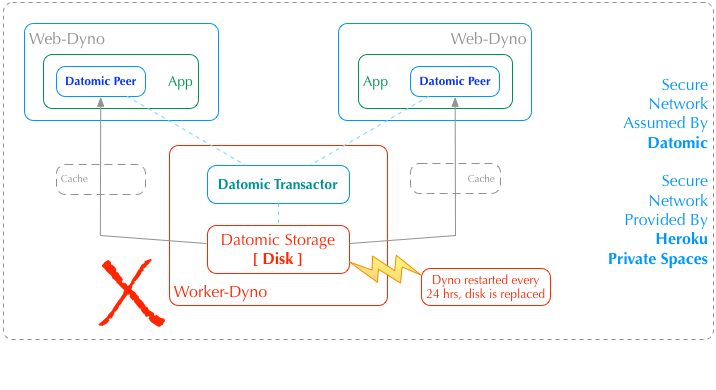 Web-Dyno
Datomic Peer
App
Web-Dyno
App
Datomic Peer
Secure
Network
Assumed By
Datomic
Secure
Network
Provided By
Heroku
Private Spaces
Cache
Cache
Datomic Transactor
Datomic Storage
[ Disk ]
Worker-Dyno
Dyno restarted every
24 hrs, disk is replaced